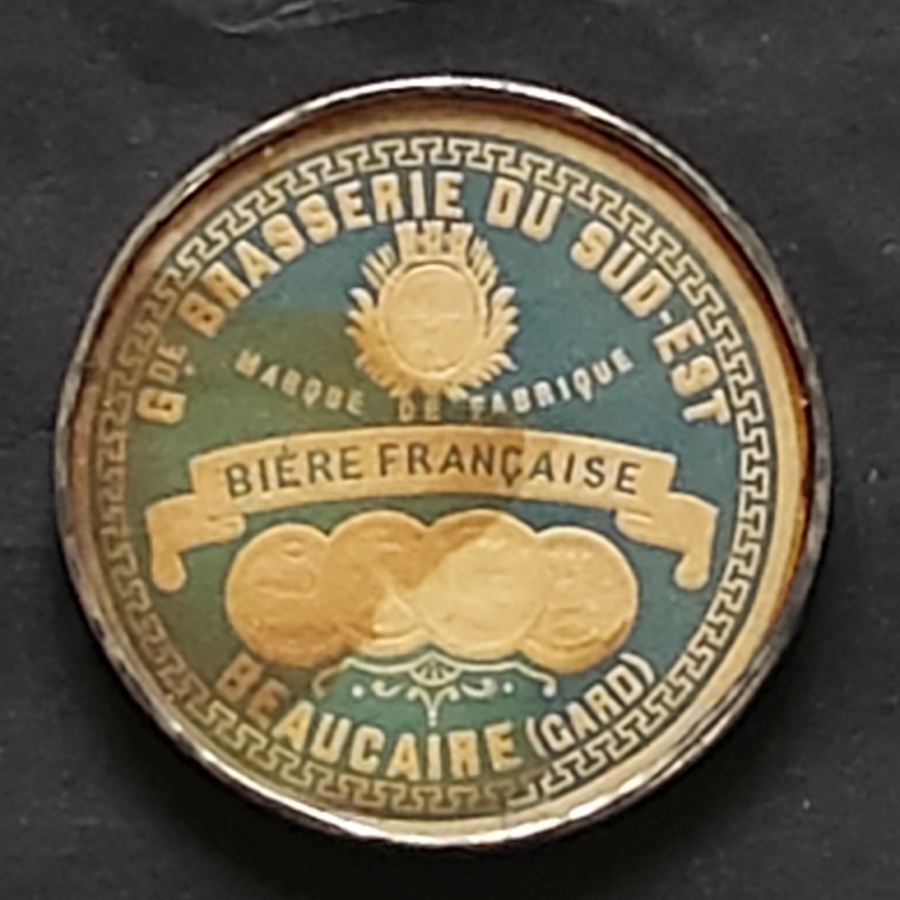 Gde BRASSERIE DU SUD-EST
MARQUE DE FABRIQUE
BIÈRE FRANÇAISE
BEAUCAIRE (GARD)